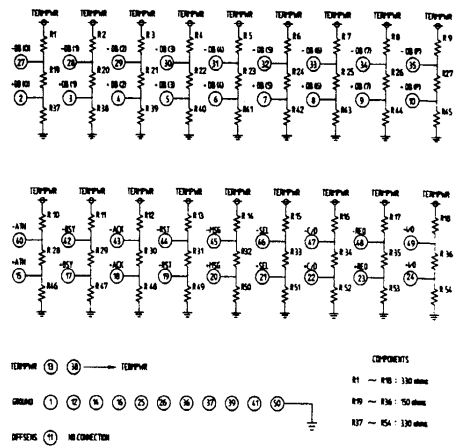 TERMPWR TERMPWR TERMPWR TERMPWR TERMPWR TERMPWR TERMPWR TERMPWR TERMPWR
R1 R2 R3 R4 R5 R6 R7 R8 R9
-DB(0) -DB(1) -DB(2) -DB(3) -DB(4) -DB(5) -DB(6) -DB(7) -DB(P)
27 28 29 30 31 32 33 34 35
R19 R20 R21 R22 R23 R24 R25 R26 R27
+DB(0) +DB(1) +DB(2) +DB(3) +DB(4) +DB(5) +DB(6) +DB(7) +DB(P)
2 3 4 5 6 7 8 9 10
R37 R38 R39 R40 R41 R42 R43 R44 R45
TERMPWR TERMPWR TERMPWR TERMPWR TERMPWR TERMPWR TERMPWR TERMPWR TERMPWR
R10 R11 R12 R13 R14 R15 R16 R17 R18
-ATN -BSY -ACK -RST -MSG -SEL -C/D -REQ -I/O
40 42 43 44 45 46 47 48 49
R28 R29 R30 R31 R32 R33 R34 R35 R36
+ATN +BSY +ACK +RST +MSG +SEL +C/D +REQ +I/O
15 17 18 19 20 21 22 23 24
R46 R47 R48 R49 R50 R51 R52 R53 R54
TERMPWR 13 38 TERMPWR
COMPONENTS
R1 ~ R18 : 330 ohms
GROUND 1 12 14 16 25 26 36 37 39 41 50
R19 ~ R36 : 150 ohms
R37 ~ R54 : 330 ohms
DIFFSENS 11 NO CONNECTION